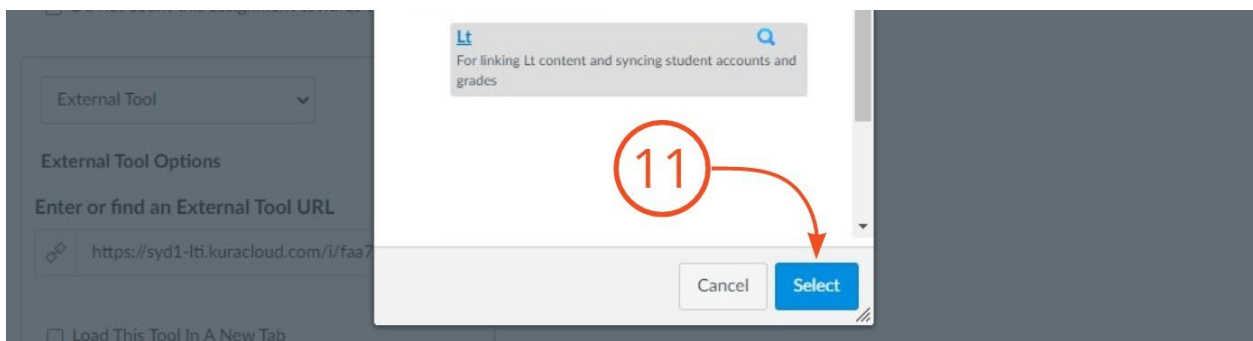 Lt
For linking Lt content and syncing student accounts and
grades
External Tool
External Tool Options
11
Enter or find an External Tool URL
https://syd1-lti.kuracloud.com/i/faa7
Cancel
Select
Load This Tool In A New Tab